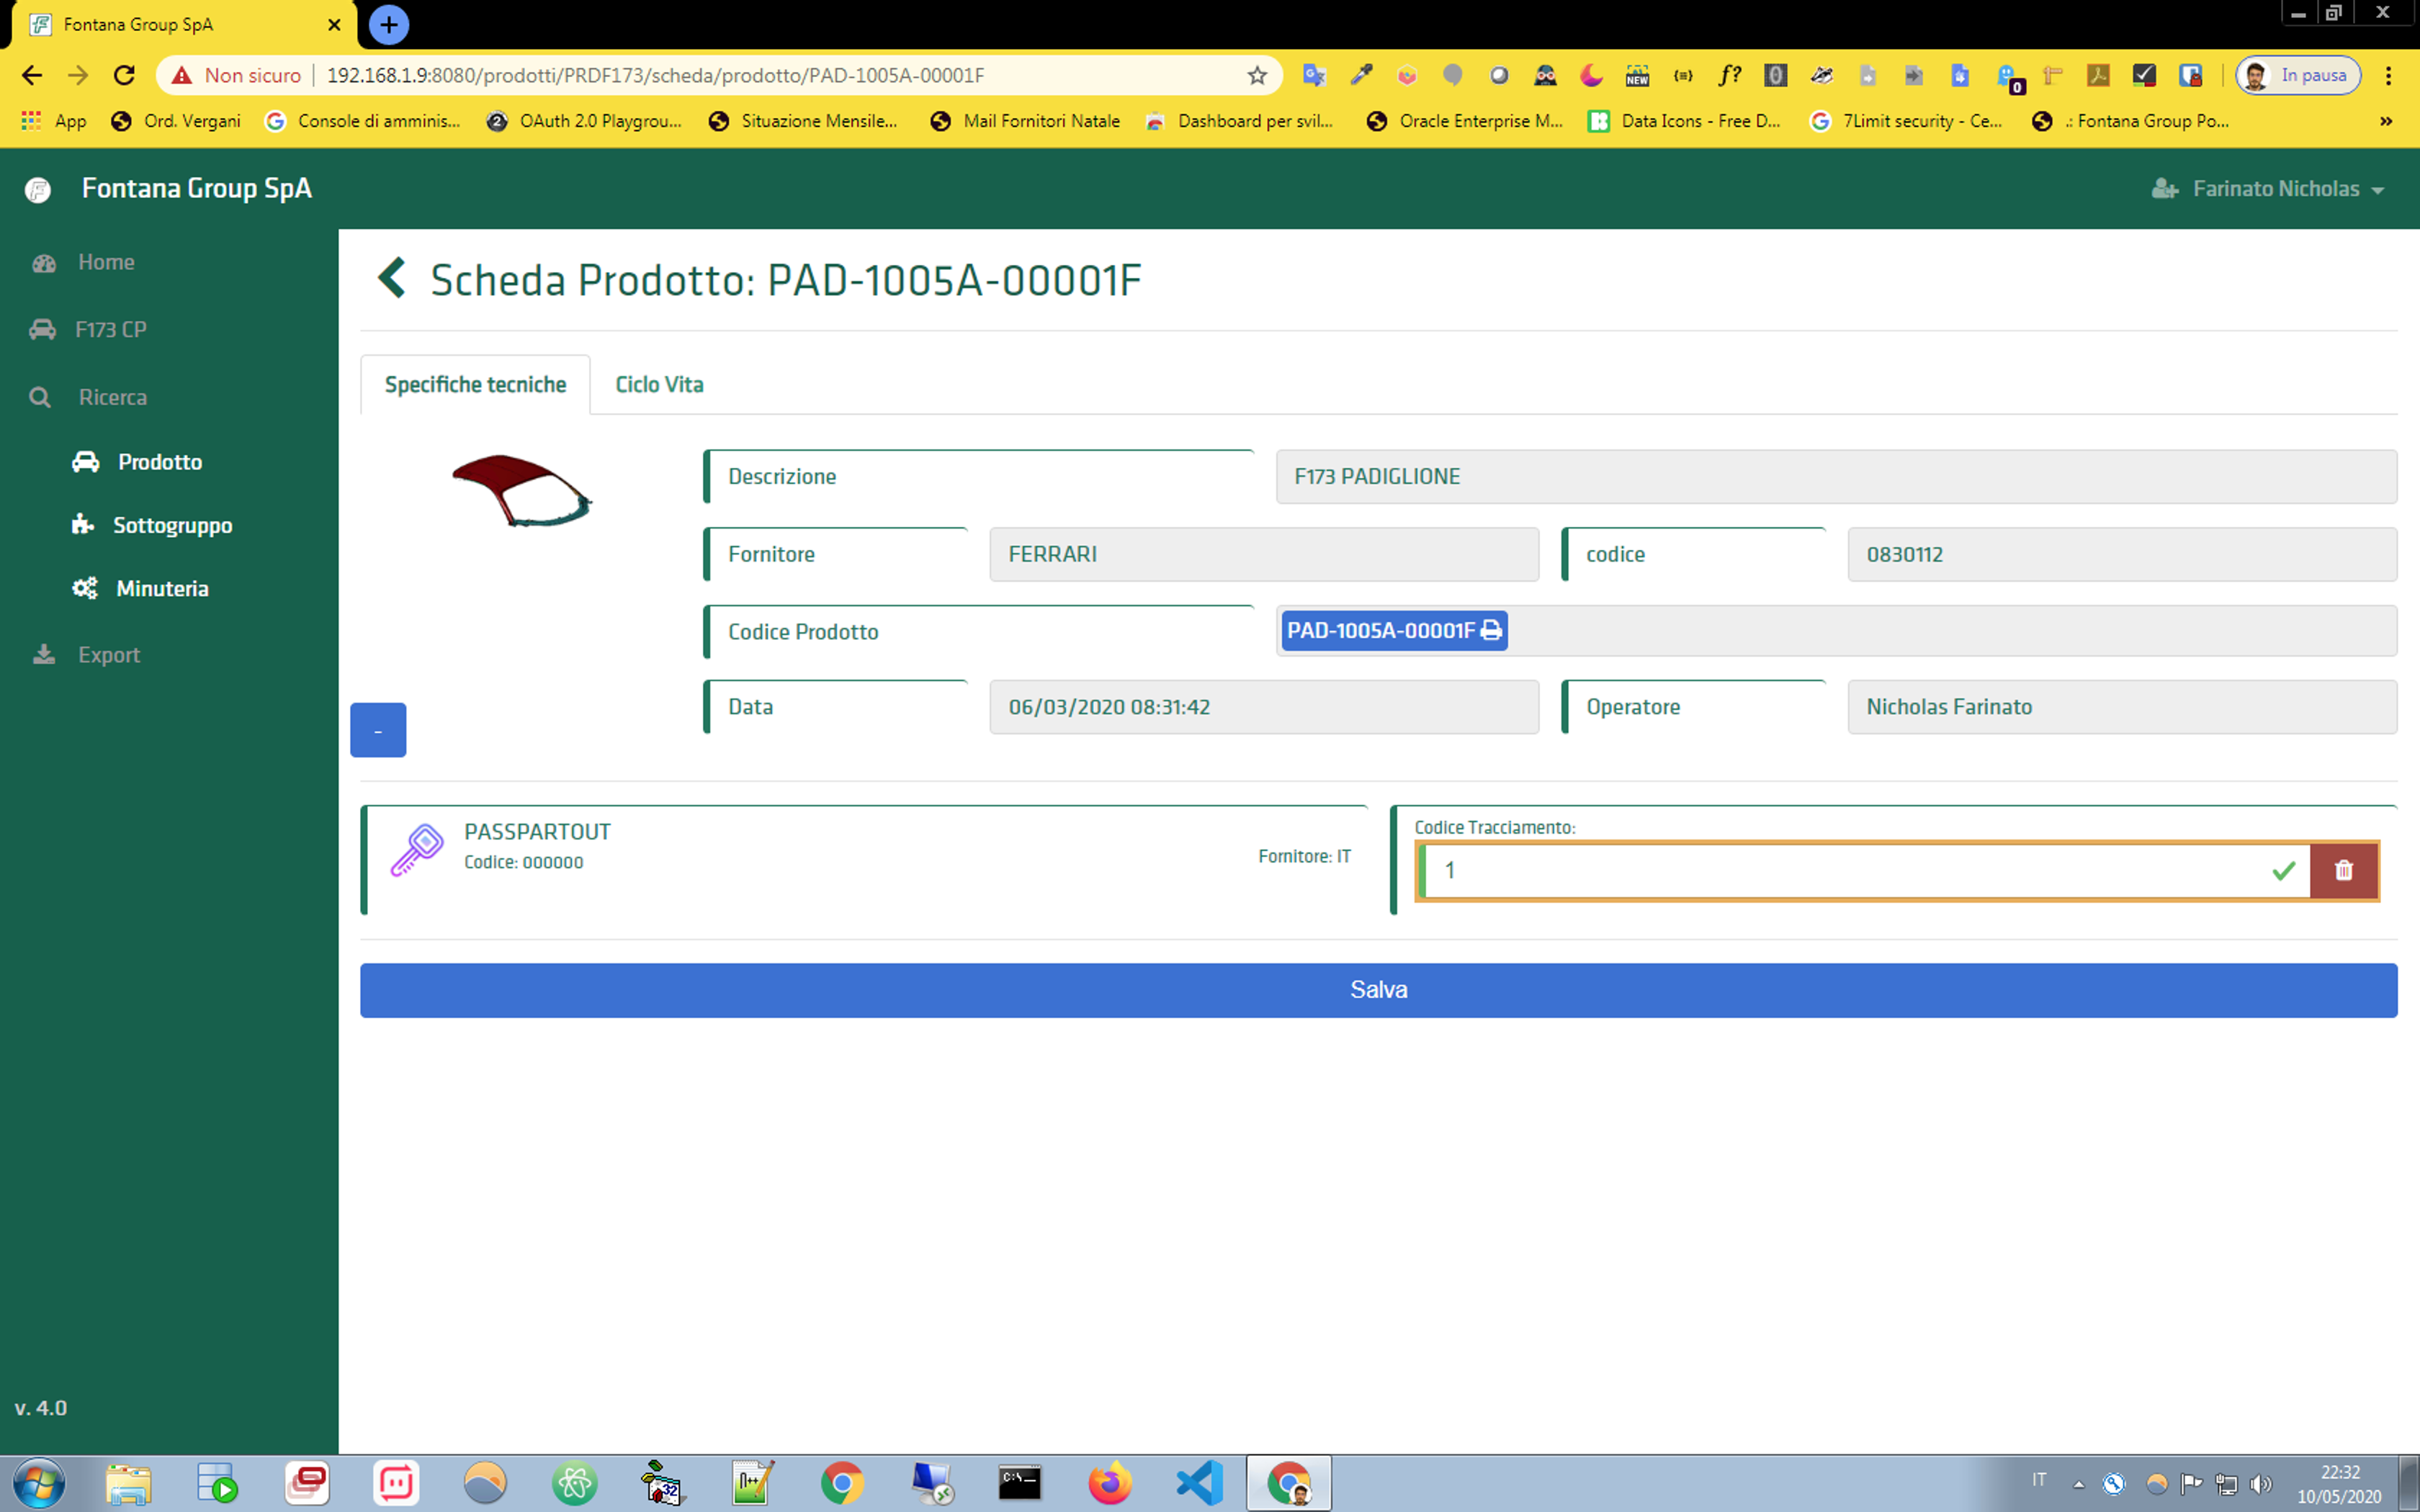 Fontana Group SpA
Non sicuro 192.168.1.9:8080/prodotti/PRDF173/scheda/prodotto/PAD-1005A-00001F NEW f? 0 In pausa
App Ord. Vergani Console di amminis... OAuth 2.0 Playgrou... Situazione Mensile... Mail Fornitori Natale Dashboard per svil... Oracle Enterprise M... Data Icons - Free D... 7Limit security - Ce... .: Fontana Group Po... »
Fontana Group SpA Farinato Nicholas
Home
F173 CP
Ricerca
Prodotto
Sottogruppo
Minuteria
Export
v. 4.0
Scheda Prodotto: PAD-1005A-00001F
Specifiche tecniche Ciclo Vita
Descrizione F173 PADIGLIONE
Fornitore FERRARI codice 0830112
Codice Prodotto PAD-1005A-00001F
Data 06/03/2020 08:31:42 Operatore Nicholas Farinato
-
PASSPARTOUT
Codice: 000000
Fornitore: IT
Codice Tracciamento:
1
Salva
IT 22:32
10/05/2020